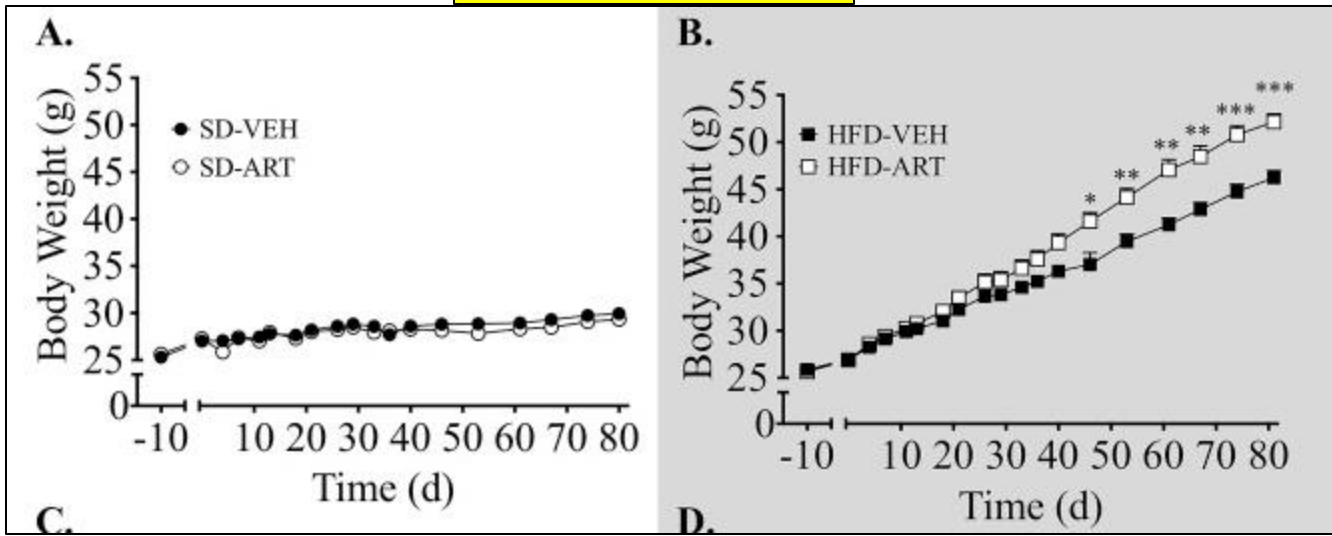 A.
Body Weight (g)
55
50
45
40
35
30
25
0
SD-VEH
SD-ART
-10 10 20 30 40 50 60 70 80
Time (d)
B.
Body Weight (g)
55
50
45
40
35
30
25
0
HFD-VEH
HFD-ART
* ** ** ** *** ***
-10 10 20 30 40 50 60 70 80
Time (d)
C.
D.